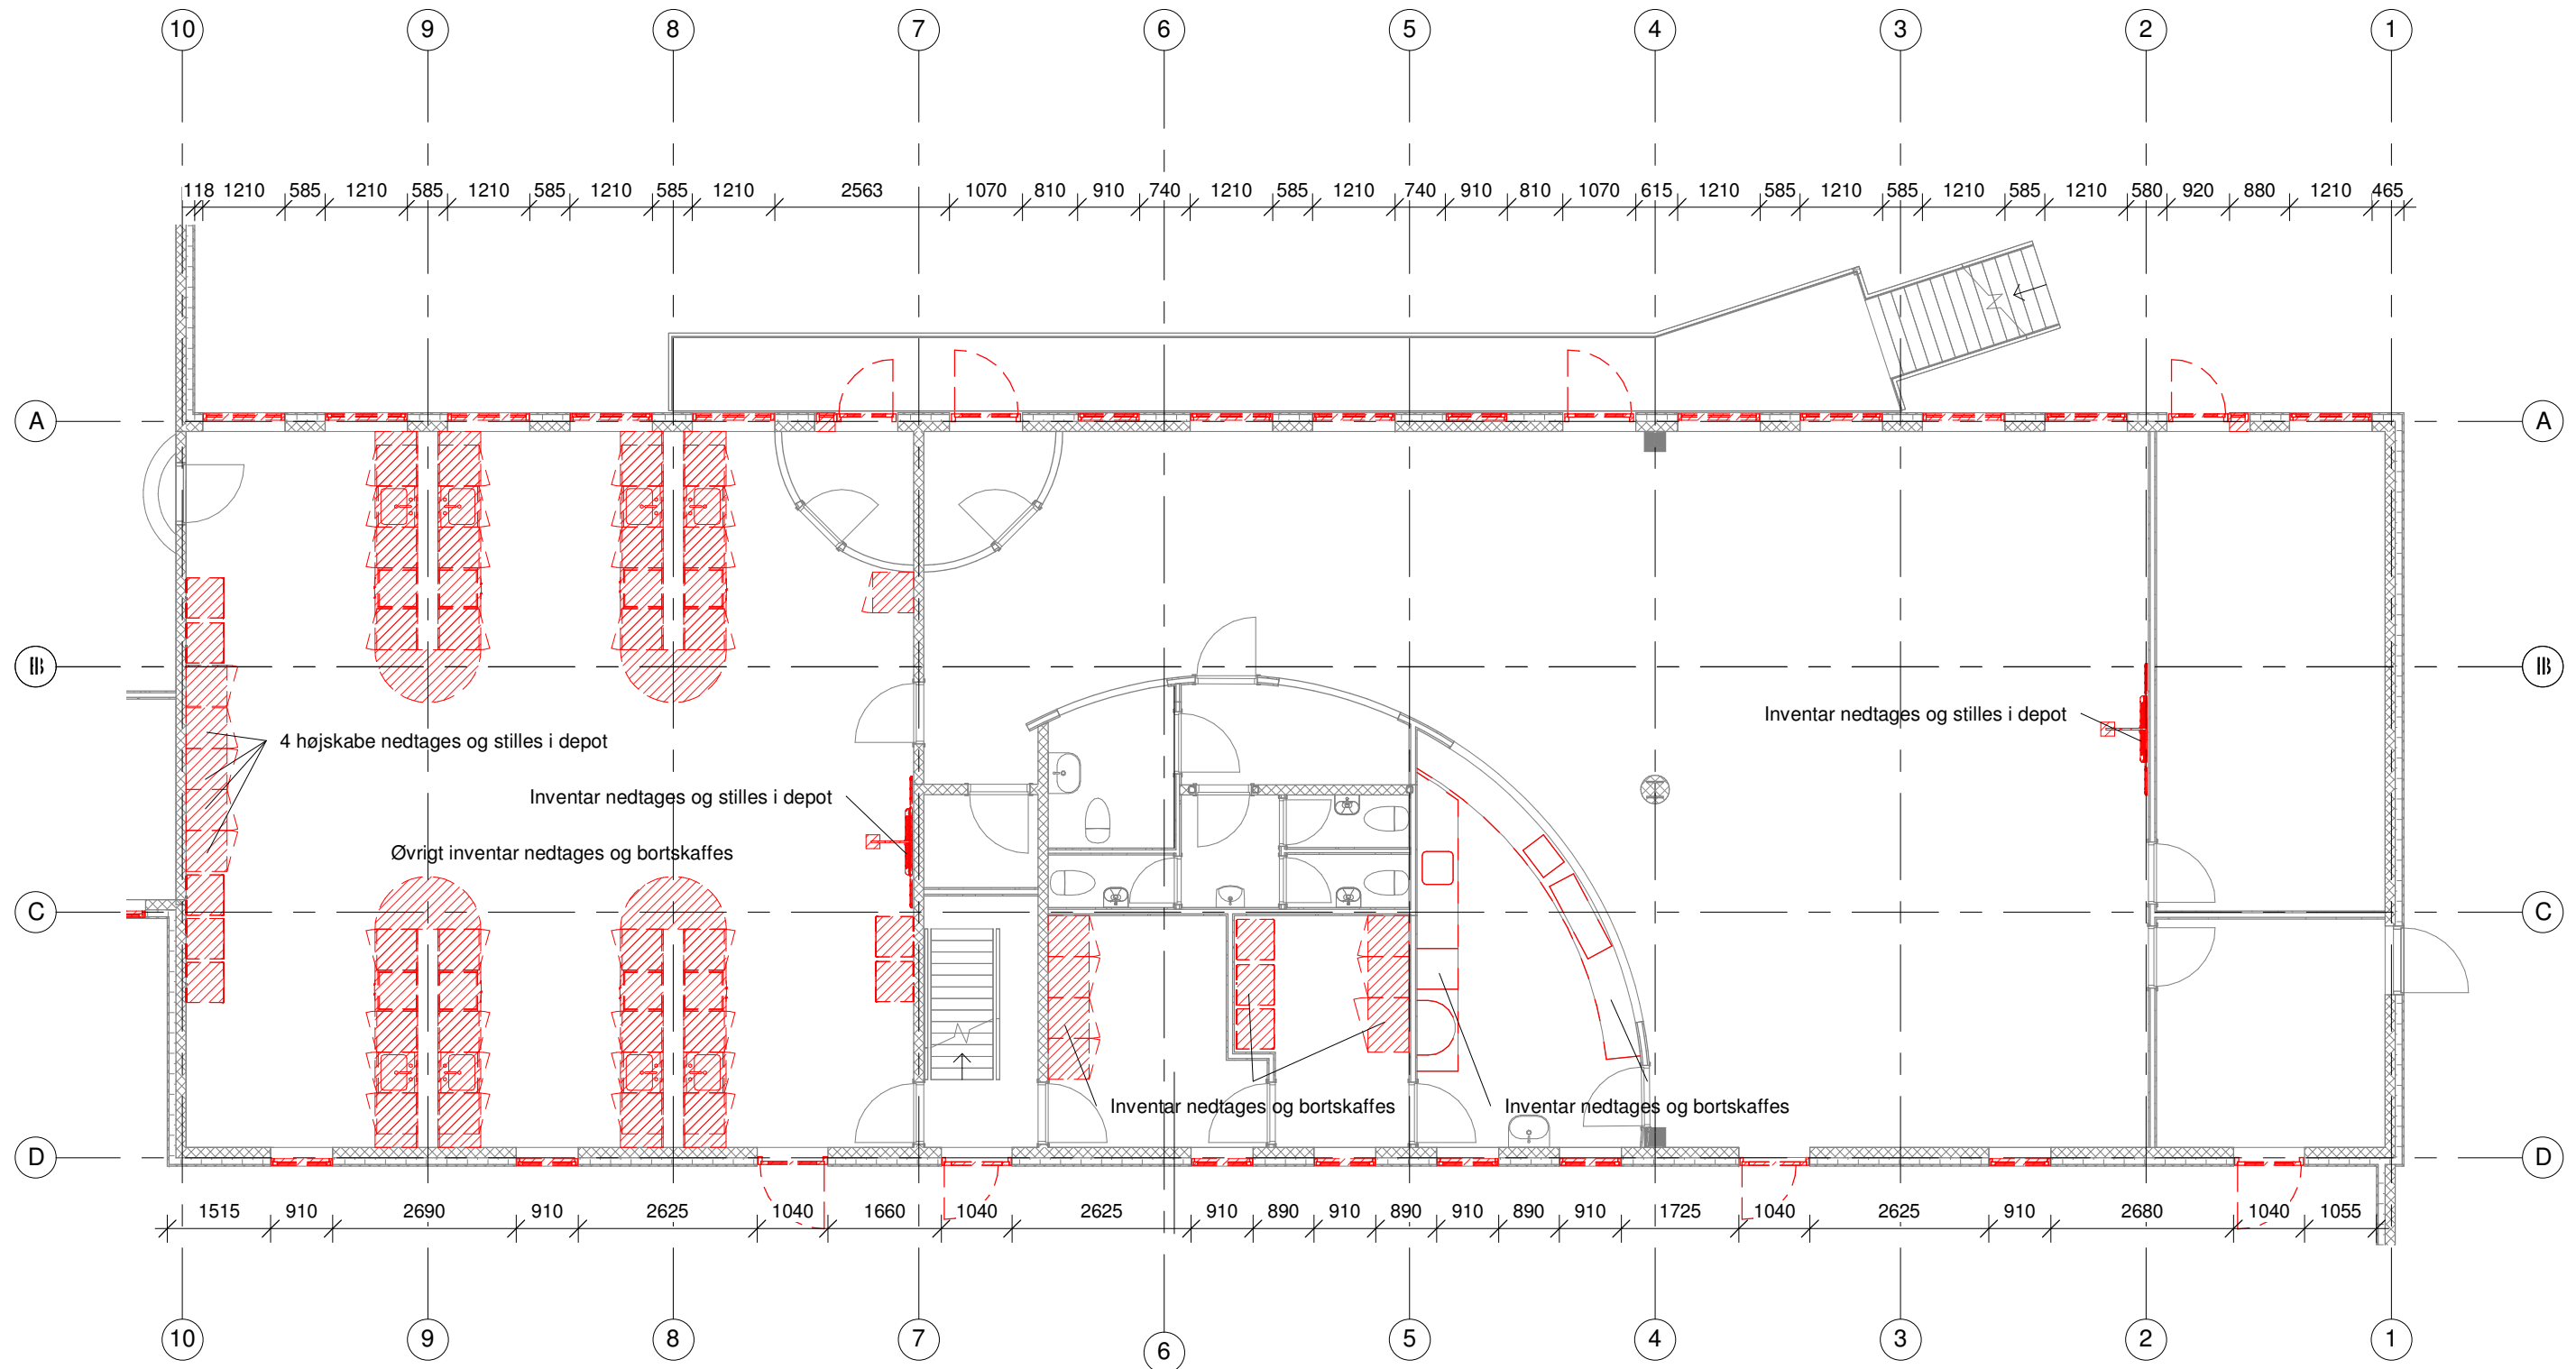 10 9 8 7 6 5 4 3 2 1
118 1210 585 1210 585 1210 585 1210 585 1210 2563 1070 810 910 740 1210 585 1210 740 910 810 1070 615 1210 585 1210 585 1210 585 1210 580 920 880 1210 465
A A
B B
Inventar nedtages og stilles i depot
4 højskabe nedtages og stilles i depot
Inventar nedtages og stilles i depot
Øvrigt inventar nedtages og bortskaffes
C C
Inventar nedtages og bortskaffes Inventar nedtages og bortskaffes
D D
1515 910 2690 910 2625 1040 1660 1040 2625 910 890 910 890 910 890 910 1725 1040 2625 910 2680 1040 1055
10 9 8 7 6 5 4 3 2 1